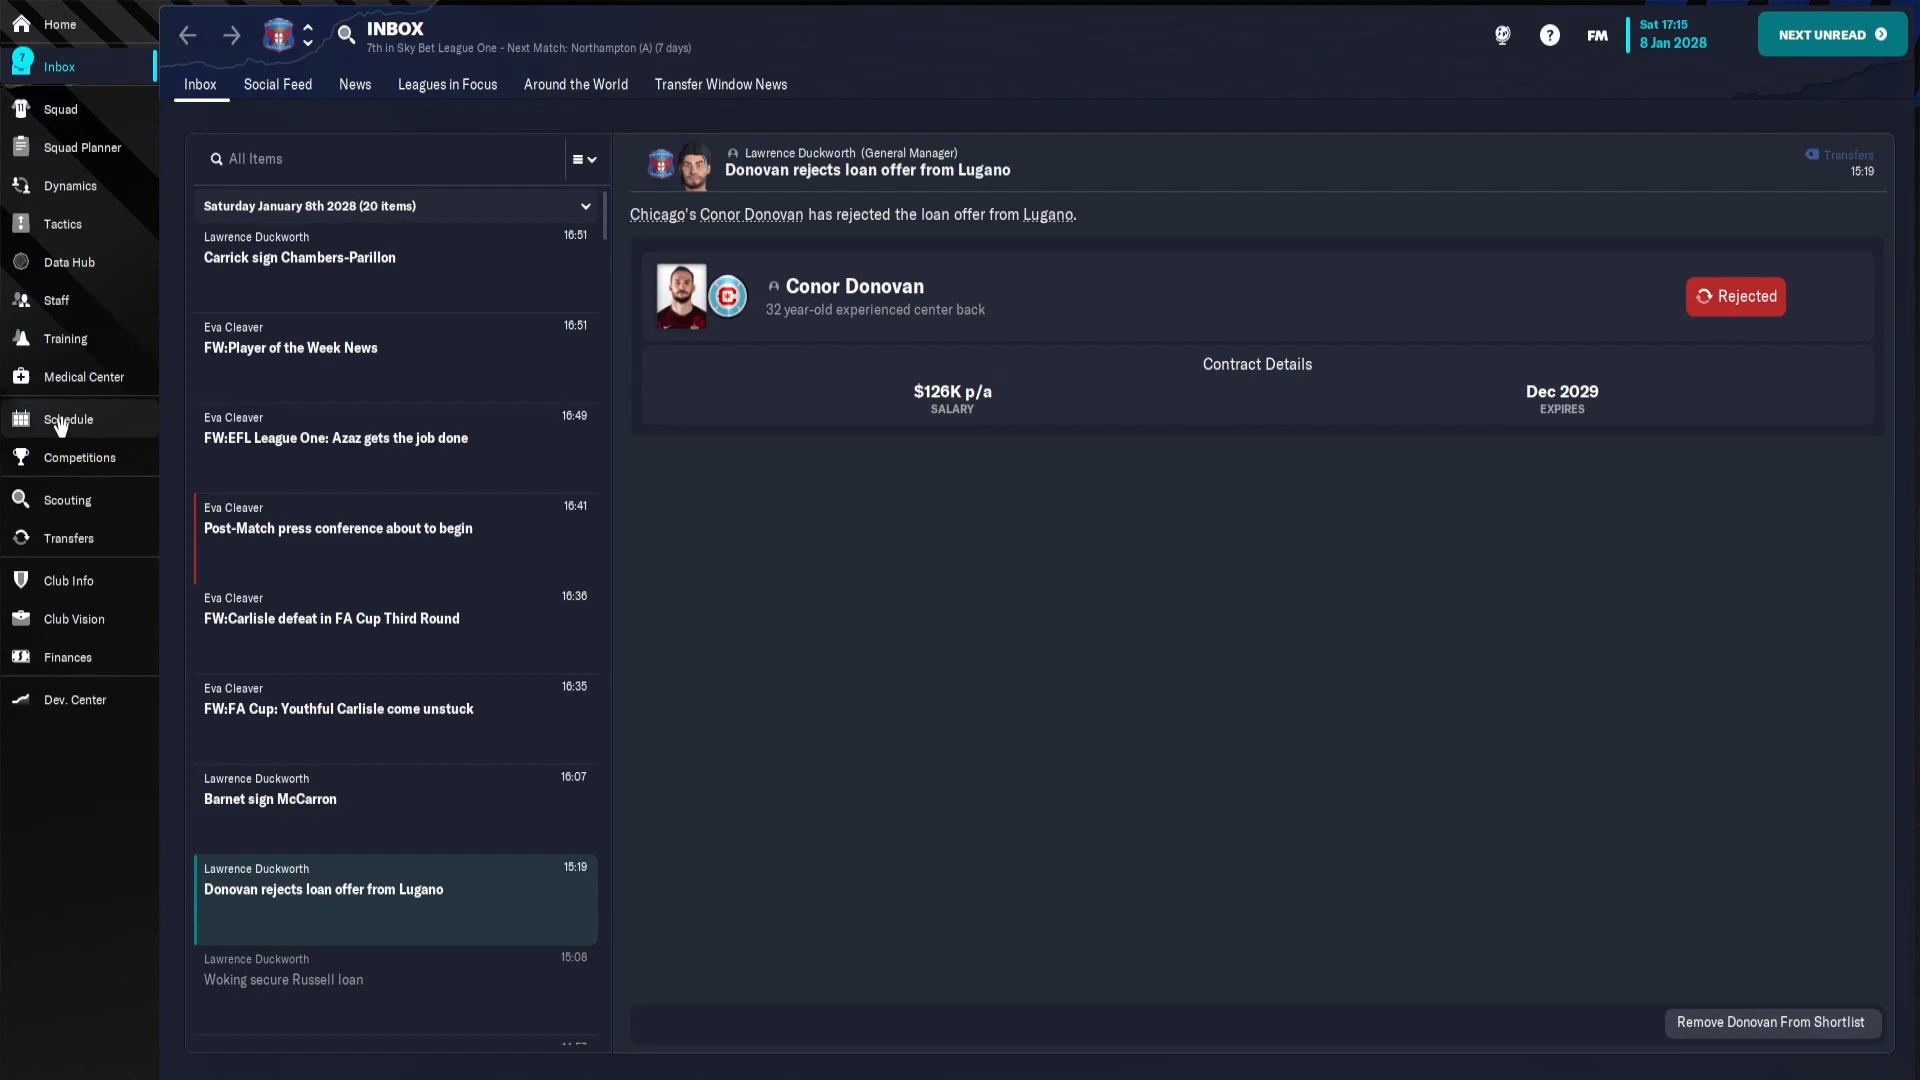 Home
7
Inbox
Squad
Squad Planner
Dynamics
Tactics
Data Hub
Staff
Training
Medical Center
Schedule
Competitions
Scouting
Transfers
Club Info
Club Vision
Finances
Dev. Center
INBOX
7th in Sky Bet League One - Next Match: Northampton (A) (7 days)
FM
Sat 17:15
8 Jan 2028
NEXT UNREAD
Inbox
Social Feed
News
Leagues in Focus
Around the World
Transfer Window News
All Items
Saturday January 8th 2028 (20 items)
Lawrence Duckworth 16:51
Carrick sign Chambers-Parillon
Eva Cleaver 16:51
FW:Player of the Week News
Eva Cleaver 16:49
FW:EFL League One: Azaz gets the job done
Eva Cleaver 16:41
Post-Match press conference about to begin
Eva Cleaver 16:36
FW:Carlisle defeat in FA Cup Third Round
Eva Cleaver 16:35
FW:FA Cup: Youthful Carlisle come unstuck
Lawrence Duckworth 16:07
Barnet sign McCarron
Lawrence Duckworth 15:19
Donovan rejects loan offer from Lugano
Lawrence Duckworth 15:08
Woking secure Russell loan
Lawrence Duckworth (General Manager)
Donovan rejects loan offer from Lugano
Transfers
15:19
Chicago's Conor Donovan has rejected the loan offer from Lugano.
Conor Donovan
32 year-old experienced center back
Rejected
Contract Details
$126K p/a
SALARY
Dec 2029
EXPIRES
Remove Donovan From Shortlist